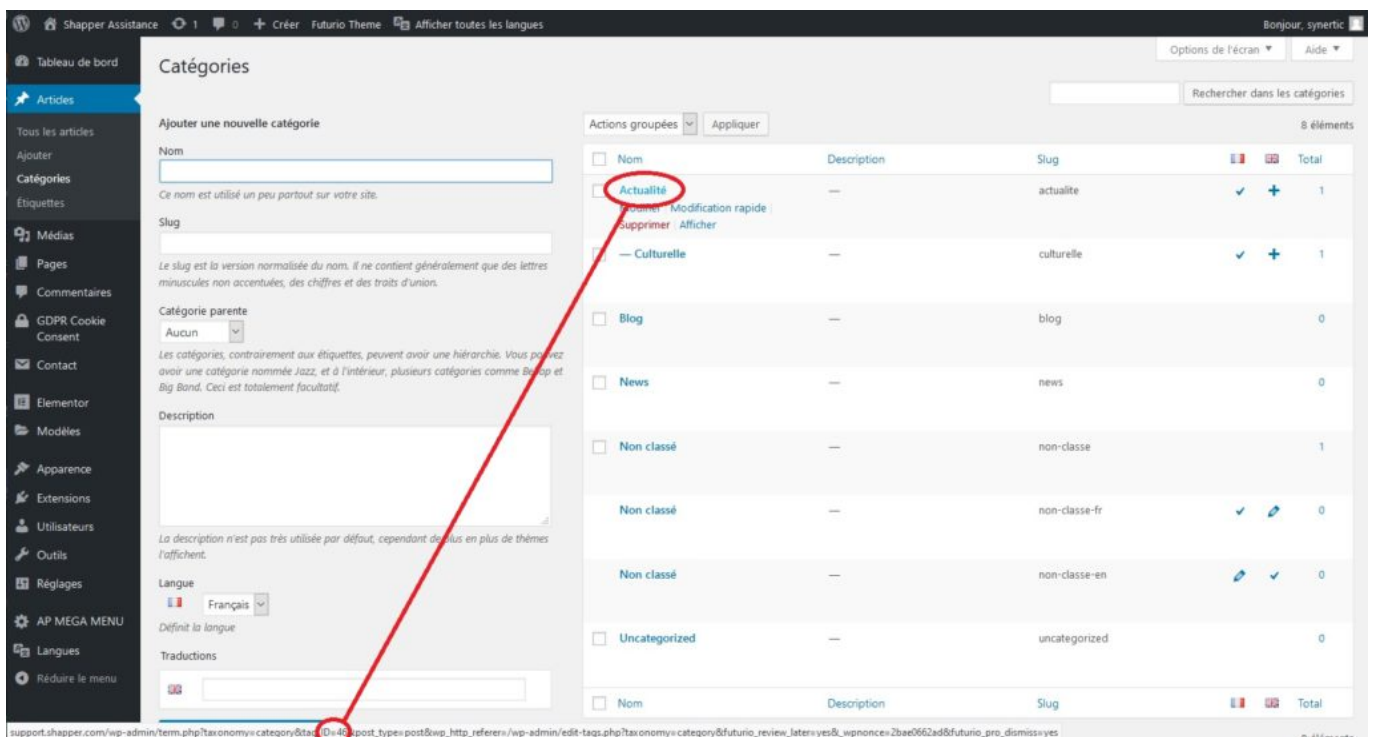 Shapper Assistance 1 0 + Créer Futurio Theme Afficher toutes les langues Bonjour, synertic
Options de l'écran ▼ Aide ▼
Tableau de bord
Articles
Tous les articles
Ajouter
Catégories
Étiquettes
Médias
Pages
Commentaires
GDPR Cookie
Consent
Contact
Elementor
Modèles
Apparence
Extensions
Utilisateurs
Outils
Réglages
AP MEGA MENU
Langues
Réduire le menu
Catégories
Ajouter une nouvelle catégorie
Nom
Ce nom est utilisé un peu partout sur votre site.
Slug
Le slug est la version normalisée du nom. Il ne contient généralement que des lettres
minuscules non accentuées, des chiffres et des traits d'union.
Catégorie parente
Aucun
Les catégories, contrairement aux étiquettes, peuvent avoir une hiérarchie. Vous pouvez
avoir une catégorie nommée Jazz, et à l'intérieur, plusieurs catégories comme Bebop et
Big Band. Ceci est totalement facultatif.
Description
La description n'est pas très utilisée par défaut, cependant de plus en plus de thèmes
l'affichent.
Langue
Français
Définit la langue
Traductions
Rechercher dans les catégories
Actions groupées Appliquer 8 éléments
Nom Description Slug Total
Actualité — actualite 1
Modifier | Modification rapide |
Supprimer | Afficher
— Culturelle — culturelle 1
Blog — blog 0
News — news 0
Non classé — non-classe 1
Non classé — non-classe-fr 0
Non classé — non-classe-en 0
Uncategorized — uncategorized 0
Nom Description Slug Total
support.shapper.com/wp-admin/term.php?taxonomy=category&tag_ID=46&post_type=post&wp_http_referer=/wp-admin/edit-tags.php?taxonomy=category&futurio_review_later=yes&_wpnonce=2bae0662ad&futurio_pro_dismiss=yes